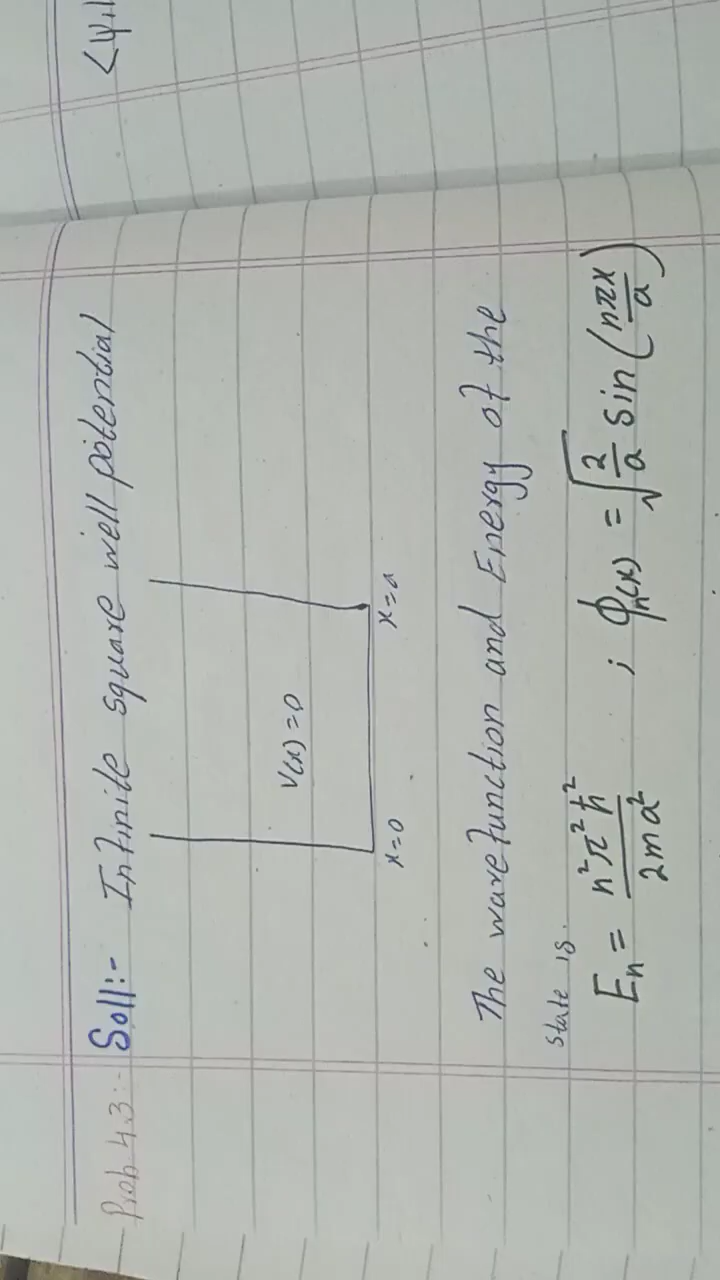 <ψ₁|
Prob 4.3:- Soll:- Infinite square well potential
V(x)=0
x=0 x=a
The wavefunction and Energy of the
state is.
Eₙ = n²π²ħ² / 2ma² ; ϕₙ(x) = √(2/a) sin(nπx/a)